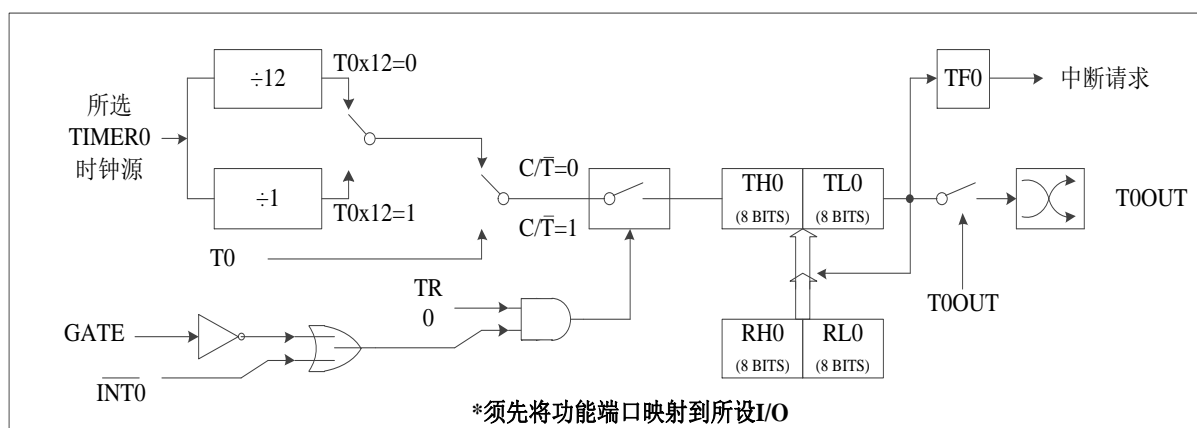 ÷12
T0x12=0
TF0
中断请求
所选
TIMER0
时钟源
÷1
T0x12=1
C/T̅=0
C/T̅=1
TH0
(8 BITS)
TL0
(8 BITS)
T0OUT
T0
TR
0
T0OUT
GATE
I̅N̅T̅0̅
RH0
(8 BITS)
RL0
(8 BITS)
*须先将功能端口映射到所设I/O